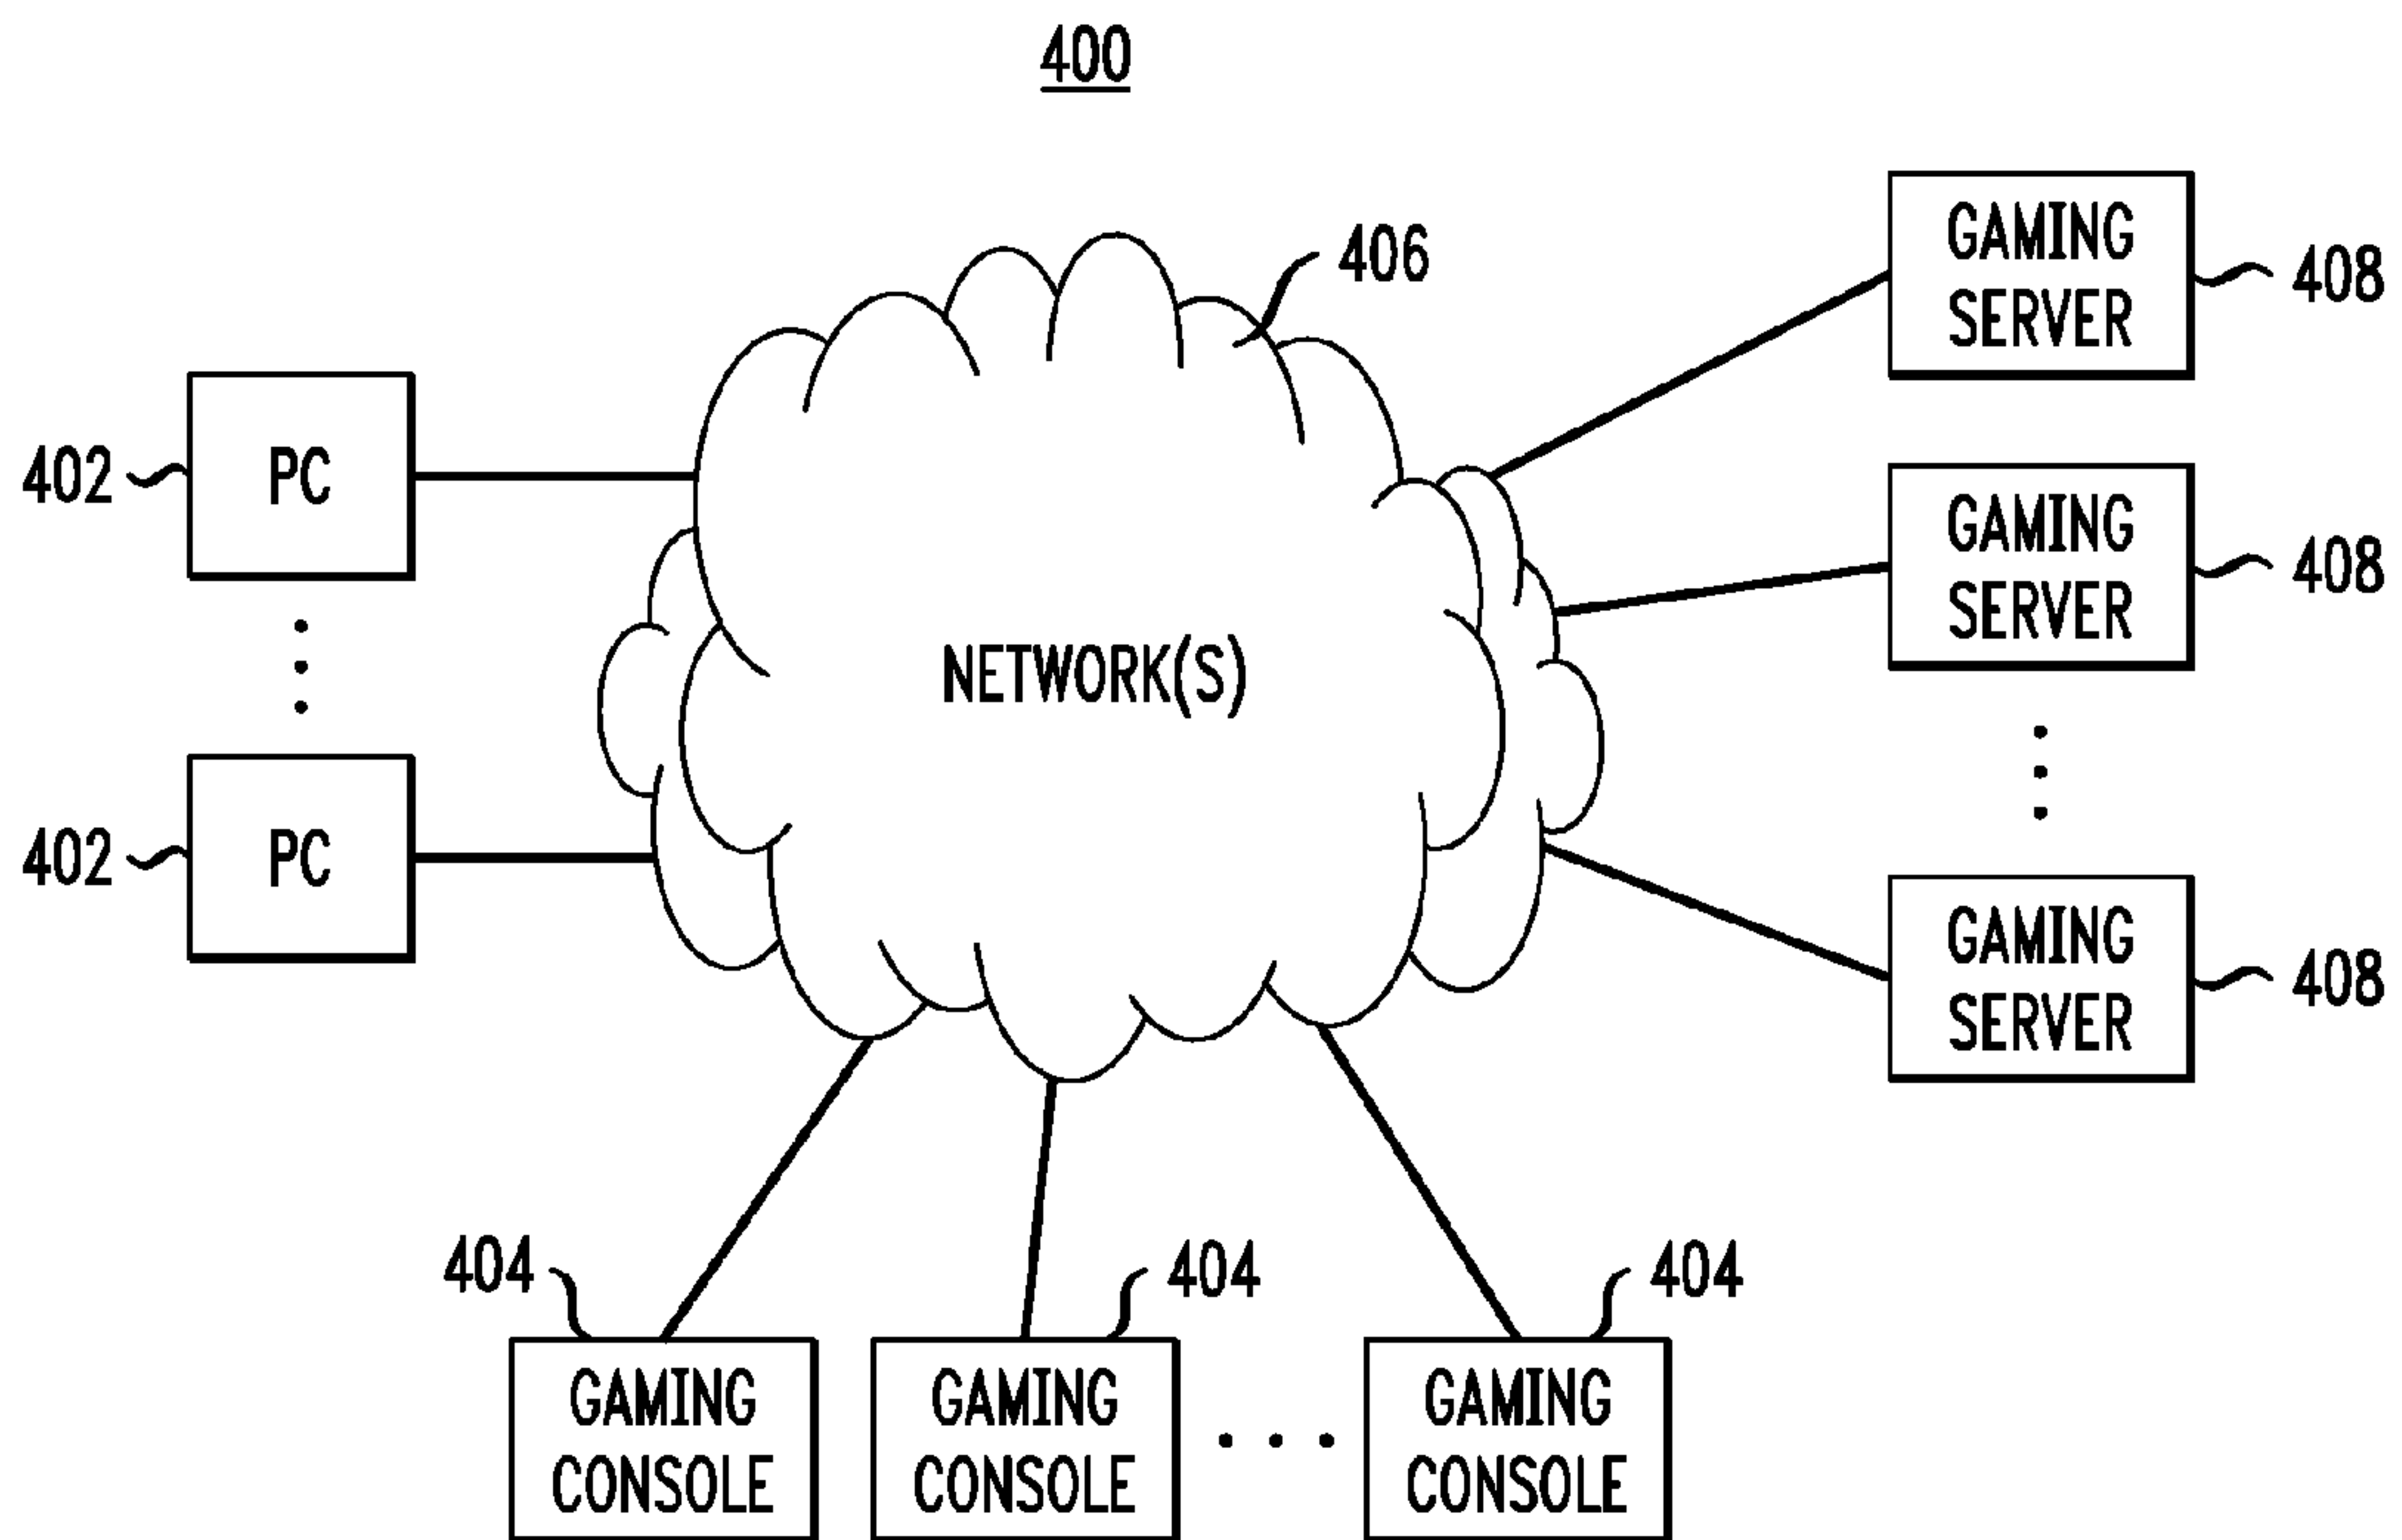 400
406
GAMING
SERVER
408
402
PC
GAMING
SERVER
408
NETWORK(S)
402
PC
GAMING
SERVER
408
404
404
404
GAMING
CONSOLE
GAMING
CONSOLE
GAMING
CONSOLE